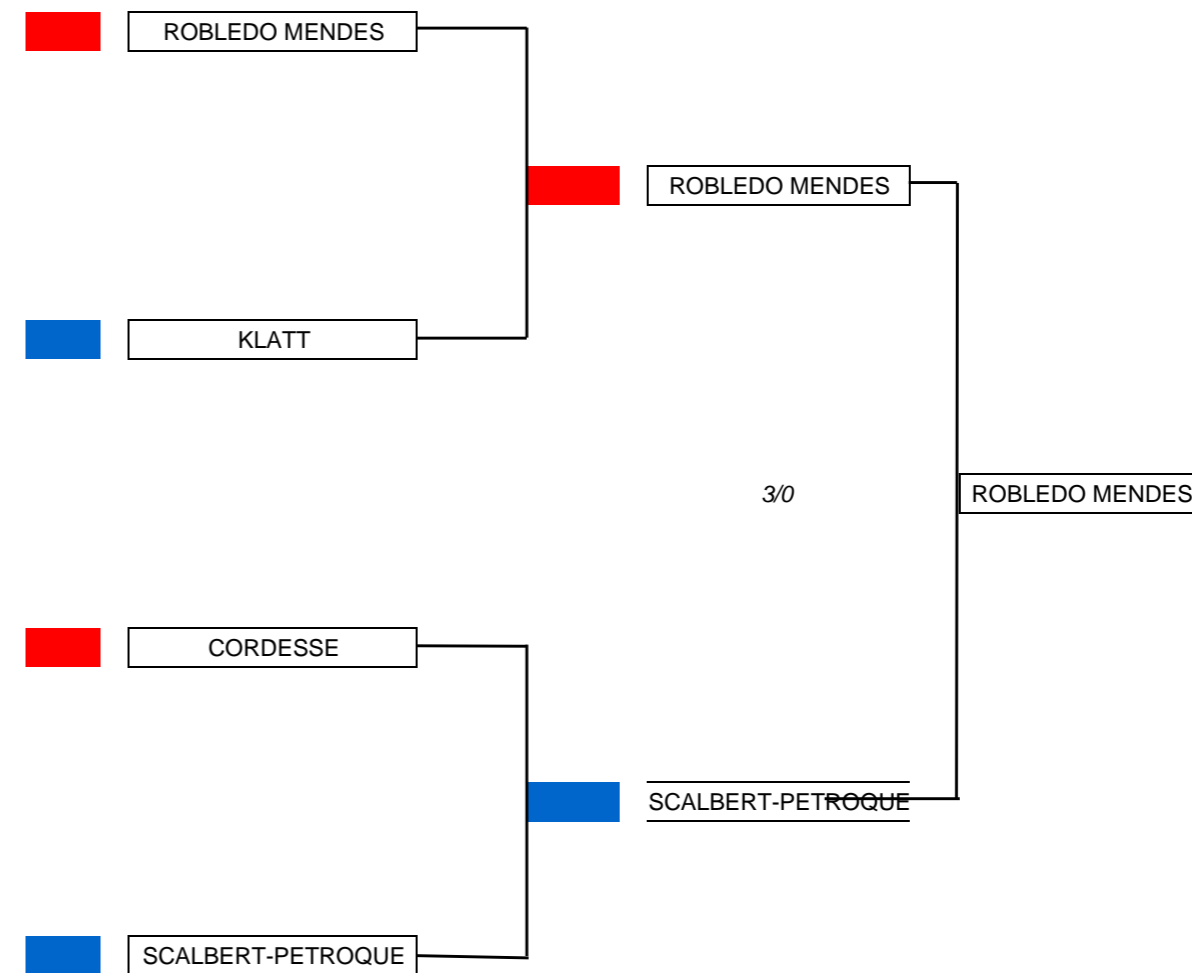 ROBLEDO MENDES
ROBLEDO MENDES
KLATT
3/0
ROBLEDO MENDES
CORDESSE
SCALBERT-PETROQUE
SCALBERT-PETROQUE